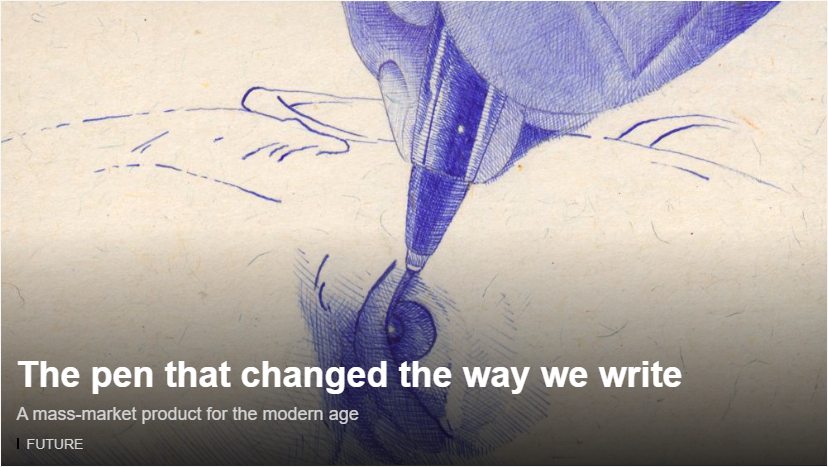 The pen that changed the way we write
A mass-market product for the modern age
FUTURE